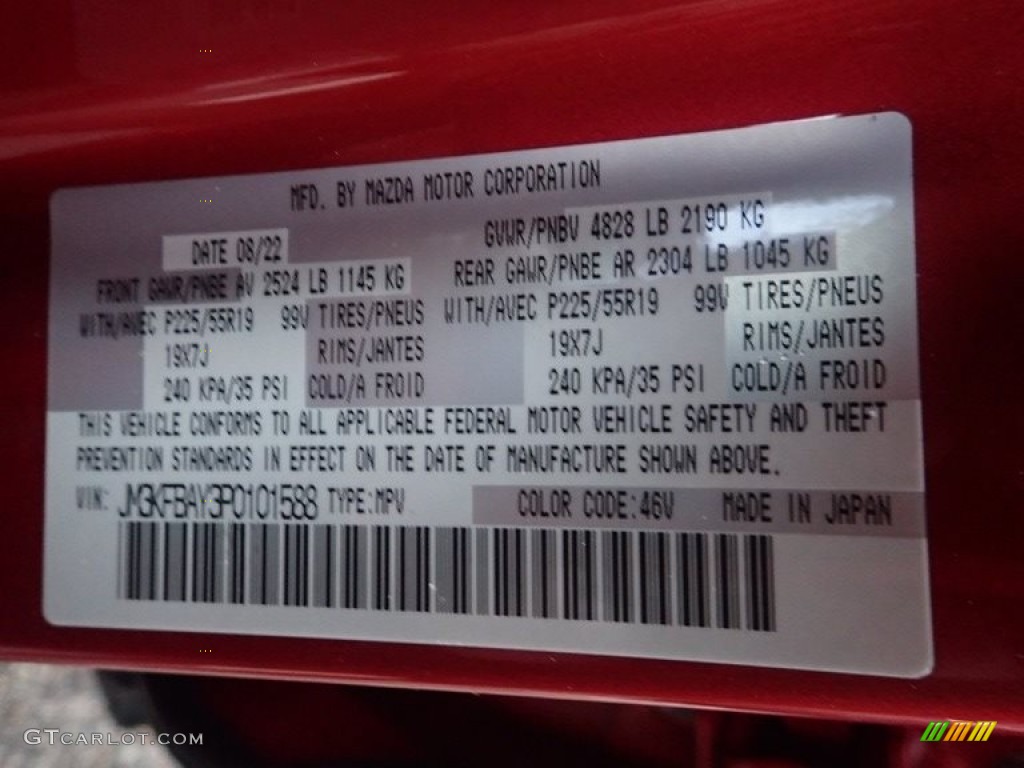 MFD. BY MAZDA MOTOR CORPORATION
DATE 08/22 GVWR/PNBV 4828 LB 2190 KG
FRONT GAWR/PNBE AV 2524 LB 1145 KG REAR GAWR/PNBE AR 2304 LB 1045 KG
WITH/AVEC P225/55R19 99V TIRES/PNEUS WITH/AVEC P225/55R19 99V TIRES/PNEUS
19X7J RIMS/JANTES 19X7J RIMS/JANTES
240 KPA/35 PSI COLD/A FROID 240 KPA/35 PSI COLD/A FROID
THIS VEHICLE CONFORMS TO ALL APPLICABLE FEDERAL MOTOR VEHICLE SAFETY AND THEFT
PREVENTION STANDARDS IN EFFECT ON THE DATE OF MANUFACTURE SHOWN ABOVE.
VIN: JM3KFBAY3P0101588 TYPE:MPV COLOR CODE:46V MADE IN JAPAN
GTCARLOT.COM